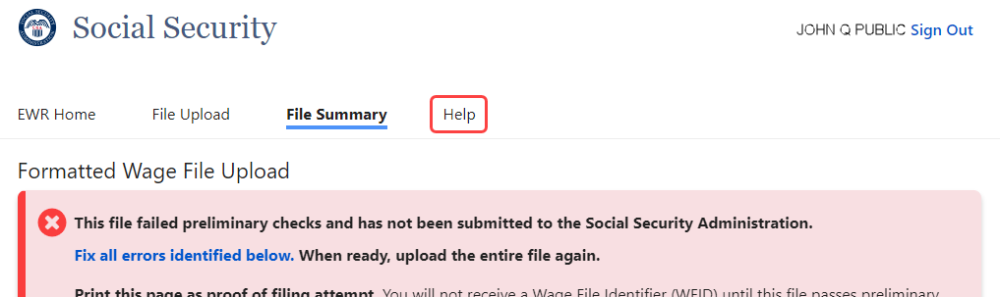 Social Security
JOHN Q PUBLIC Sign Out
EWR Home File Upload File Summary Help
Formatted Wage File Upload
This file failed preliminary checks and has not been submitted to the Social Security Administration.
Fix all errors identified below. When ready, upload the entire file again.
Print this page as proof of filing attempt. You will not receive a Wage File Identifier (WFID) until this file passes preliminary